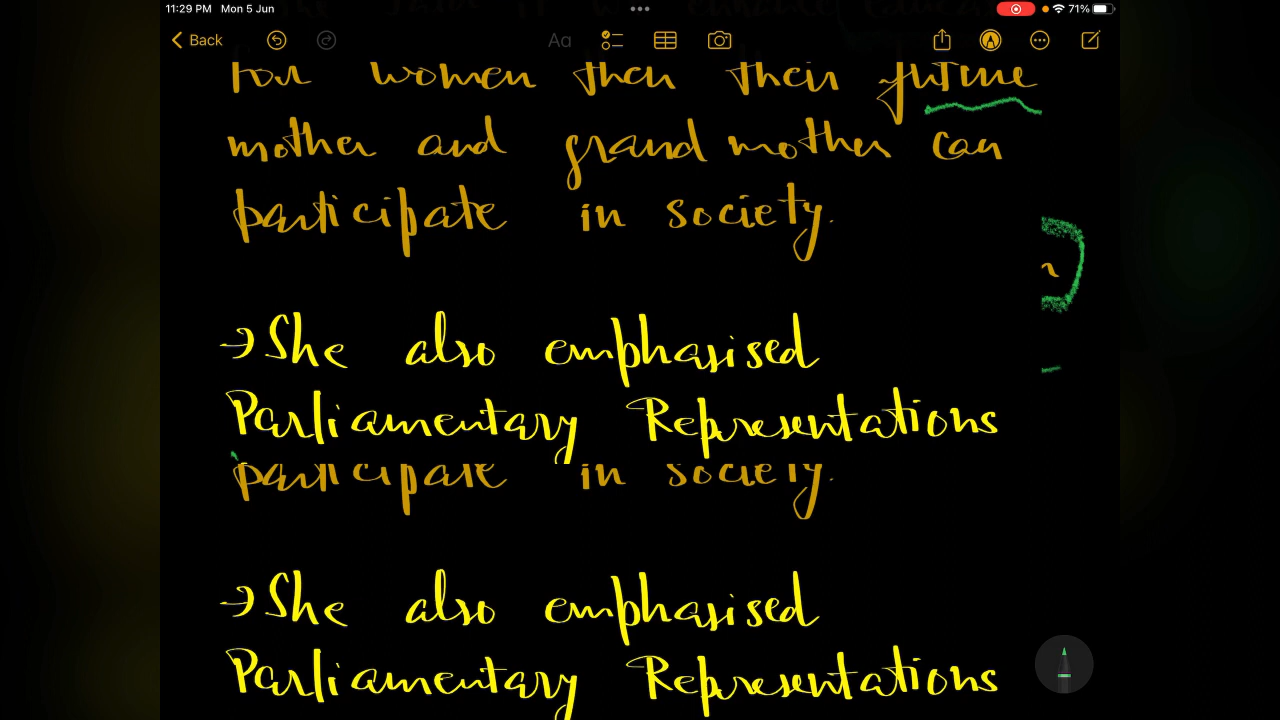 11:29 PM Mon 5 Jun
71%
Back
Aa
For women then their future
mother and grand mother can
participate in society.
→ She also emphasised
Parliamentary Representations
participate in society.
→ She also emphasised
Parliamentary Representations